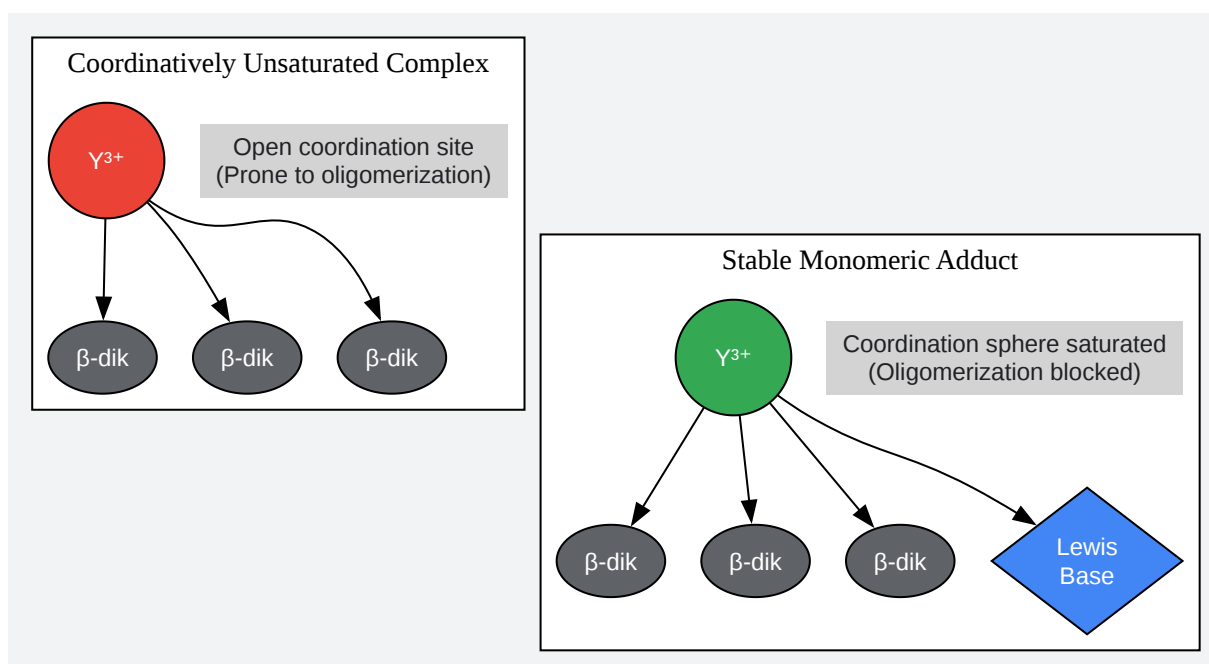 Coordinatively Unsaturated Complex
Y³⁺
Open coordination site
(Prone to oligomerization)
β-dik
β-dik
β-dik
Stable Monomeric Adduct
Y³⁺
Coordination sphere saturated
(Oligomerization blocked)
β-dik
β-dik
β-dik
Lewis
Base